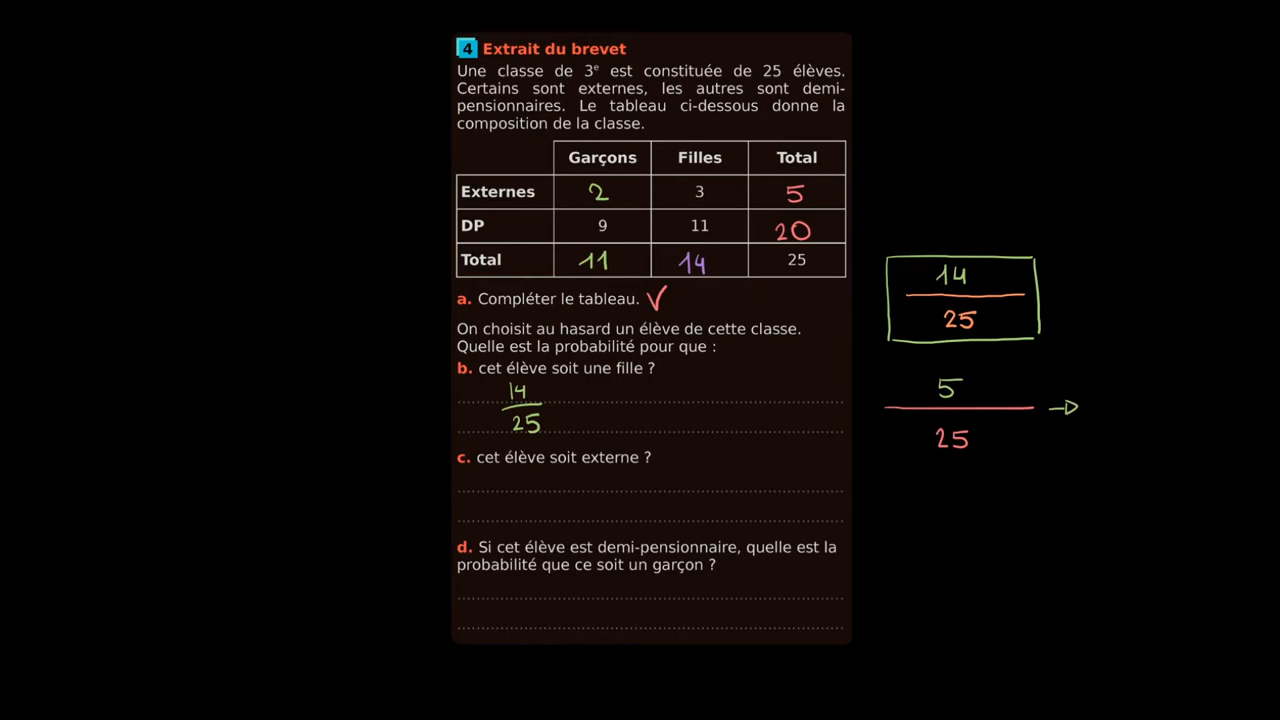 4 Extrait du brevet
Une classe de 3e est constituée de 25 élèves.
Certains sont externes, les autres sont demi-
pensionnaires. Le tableau ci-dessous donne la
composition de la classe.
Garçons Filles Total
Externes 2 3 5
DP 9 11 20
Total 11 14 25
a. Compléter le tableau. √
On choisit au hasard un élève de cette classe.
Quelle est la probabilité pour que :
b. cet élève soit une fille ?
14
25
c. cet élève soit externe ?
d. Si cet élève est demi-pensionnaire, quelle est la
probabilité que ce soit un garçon ?
14
25
5
25